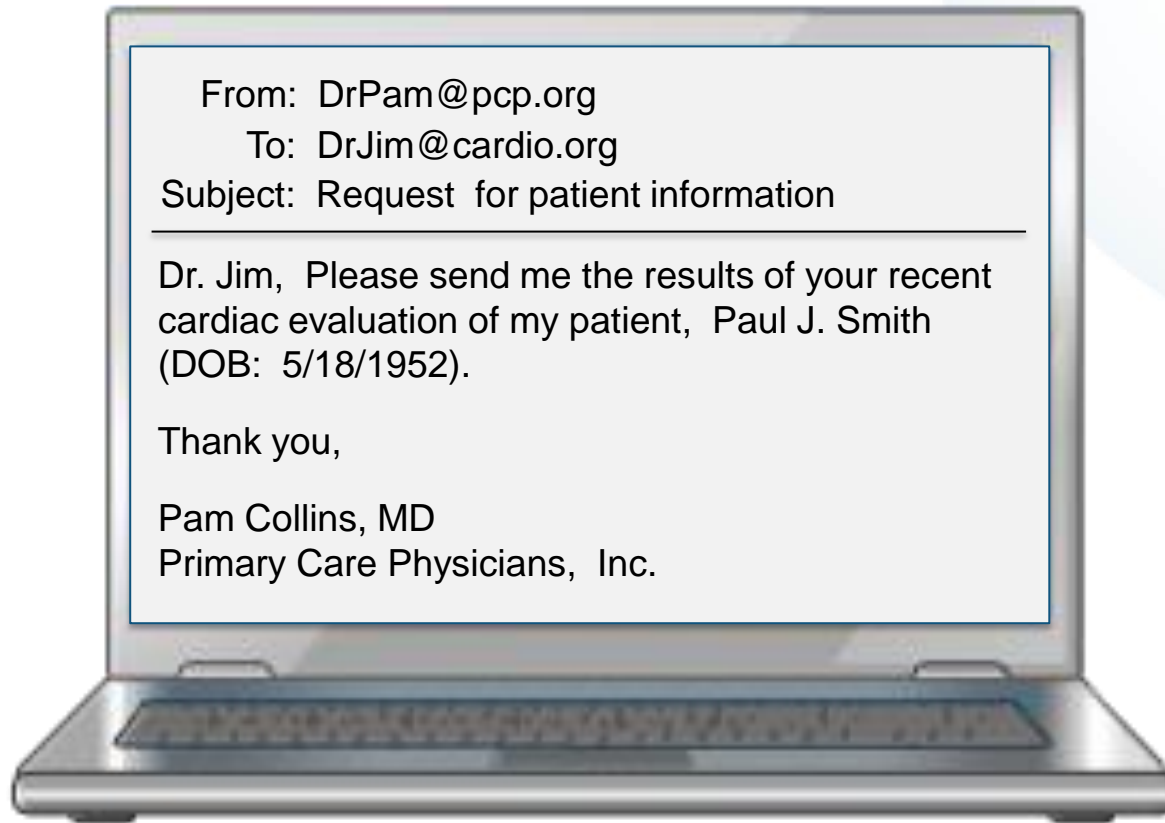 From: DrPam@pcp.org
To: DrJim@cardio.org
Subject: Request for patient information
Dr. Jim, Please send me the results of your recent
cardiac evaluation of my patient, Paul J. Smith
(DOB: 5/18/1952).
Thank you,
Pam Collins, MD
Primary Care Physicians, Inc.